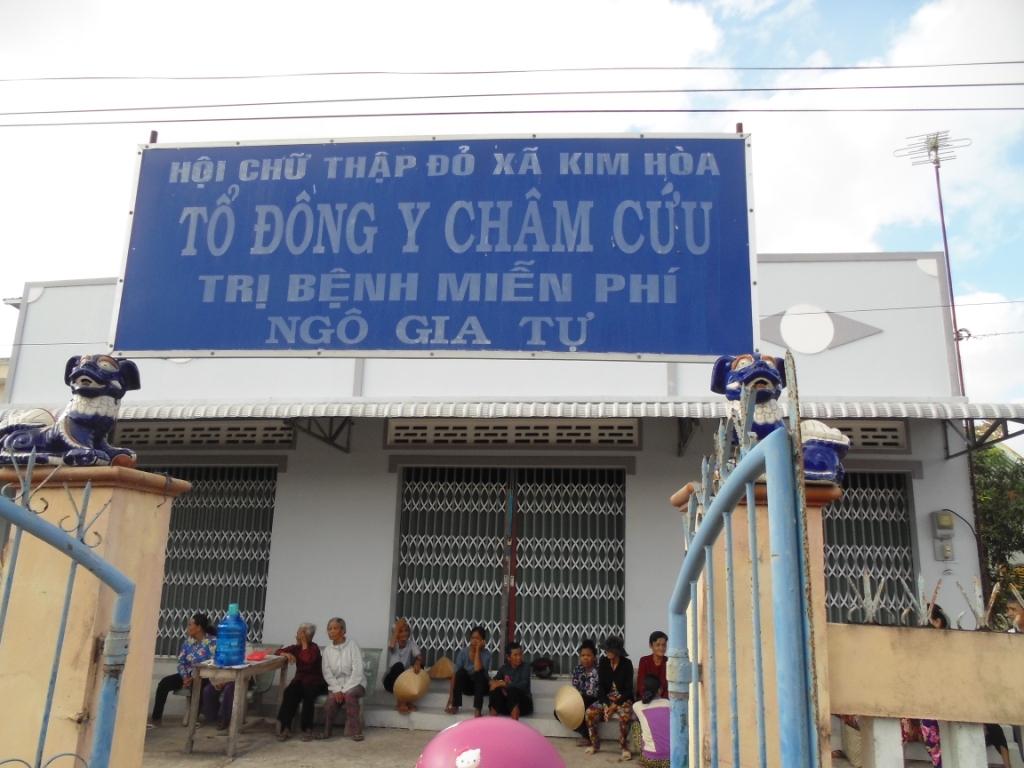 HỘI CHỮ THẬP ĐỎ XÃ KIM HÒA
TỔ ĐÔNG Y CHÂM CỨU
TRỊ BỆNH MIỄN PHÍ
NGÔ GIA TỰ